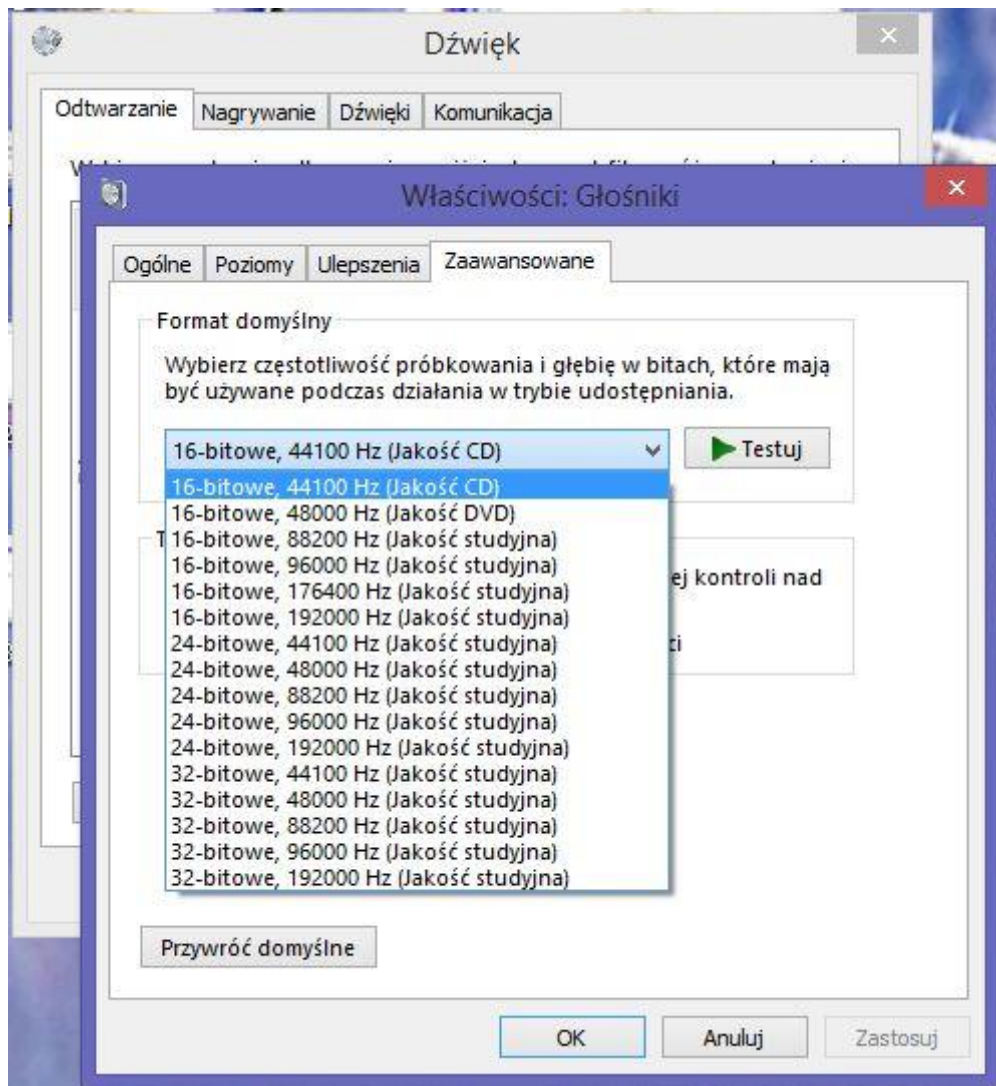 Dźwięk
Odtwarzanie Nagrywanie Dźwięki Komunikacja
Właściwości: Głośniki
Ogólne Poziomy Ulepszenia Zaawansowane
Format domyślny
Wybierz częstotliwość próbkowania i głębię w bitach, które mają
być używane podczas działania w trybie udostępniania.
16-bitowe, 44100 Hz (Jakość CD) Testuj
16-bitowe, 44100 Hz (Jakość CD)
16-bitowe, 48000 Hz (Jakość DVD)
16-bitowe, 88200 Hz (Jakość studyjna)
16-bitowe, 96000 Hz (Jakość studyjna)
ej kontroli nad
16-bitowe, 176400 Hz (Jakość studyjna)
16-bitowe, 192000 Hz (Jakość studyjna)
24-bitowe, 44100 Hz (Jakość studyjna)
ci
24-bitowe, 48000 Hz (Jakość studyjna)
24-bitowe, 88200 Hz (Jakość studyjna)
24-bitowe, 96000 Hz (Jakość studyjna)
24-bitowe, 192000 Hz (Jakość studyjna)
32-bitowe, 44100 Hz (Jakość studyjna)
32-bitowe, 48000 Hz (Jakość studyjna)
32-bitowe, 88200 Hz (Jakość studyjna)
32-bitowe, 96000 Hz (Jakość studyjna)
32-bitowe, 192000 Hz (Jakość studyjna)
Przywróć domyślne
OK Anuluj Zastosuj